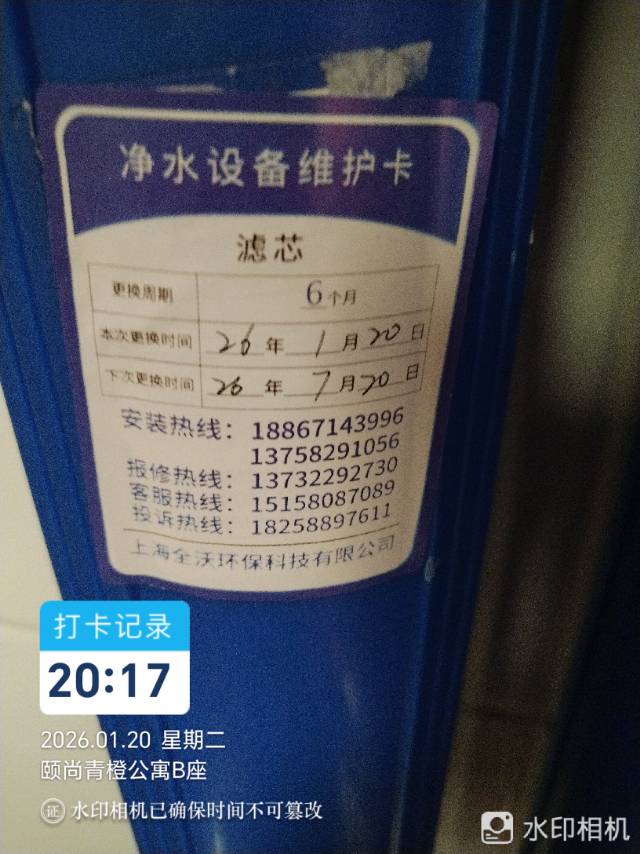 净水设备维护卡
滤芯
更换周期 6个月
本次更换时间 26年1月20日
下次更换时间 26年7月20日
安装热线：18867143996
13758291056
报修热线：13732292730
客服热线：15158087089
投诉热线：18258897611
上海全沃环保科技有限公司
打卡记录
20:17
2026.01.20 星期二
颐尚青橙公寓B座
证 水印相机已确保时间不可篡改
水印相机